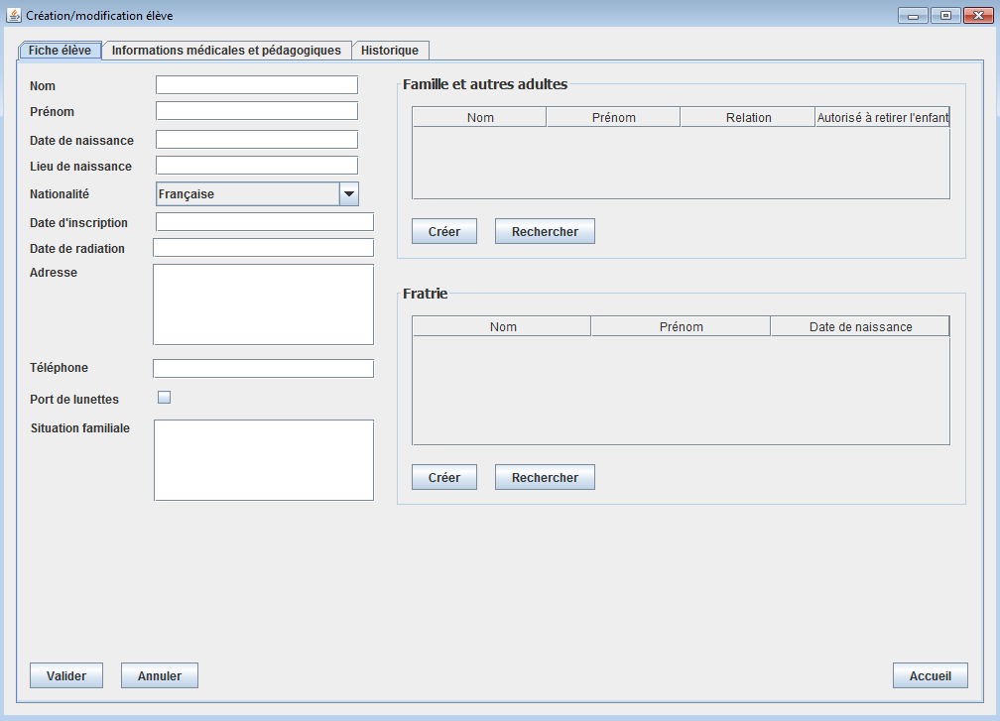 Création/modification élève
Fiche élève
Informations médicales et pédagogiques
Historique
Nom
Prénom
Date de naissance
Lieu de naissance
Nationalité
Française
Date d'inscription
Date de radiation
Adresse
Téléphone
Port de lunettes
Situation familiale
Famille et autres adultes
Nom Prénom Relation Autorisé à retirer l'enfant
Créer Rechercher
Fratrie
Nom Prénom Date de naissance
Créer Rechercher
Valider Annuler Accueil